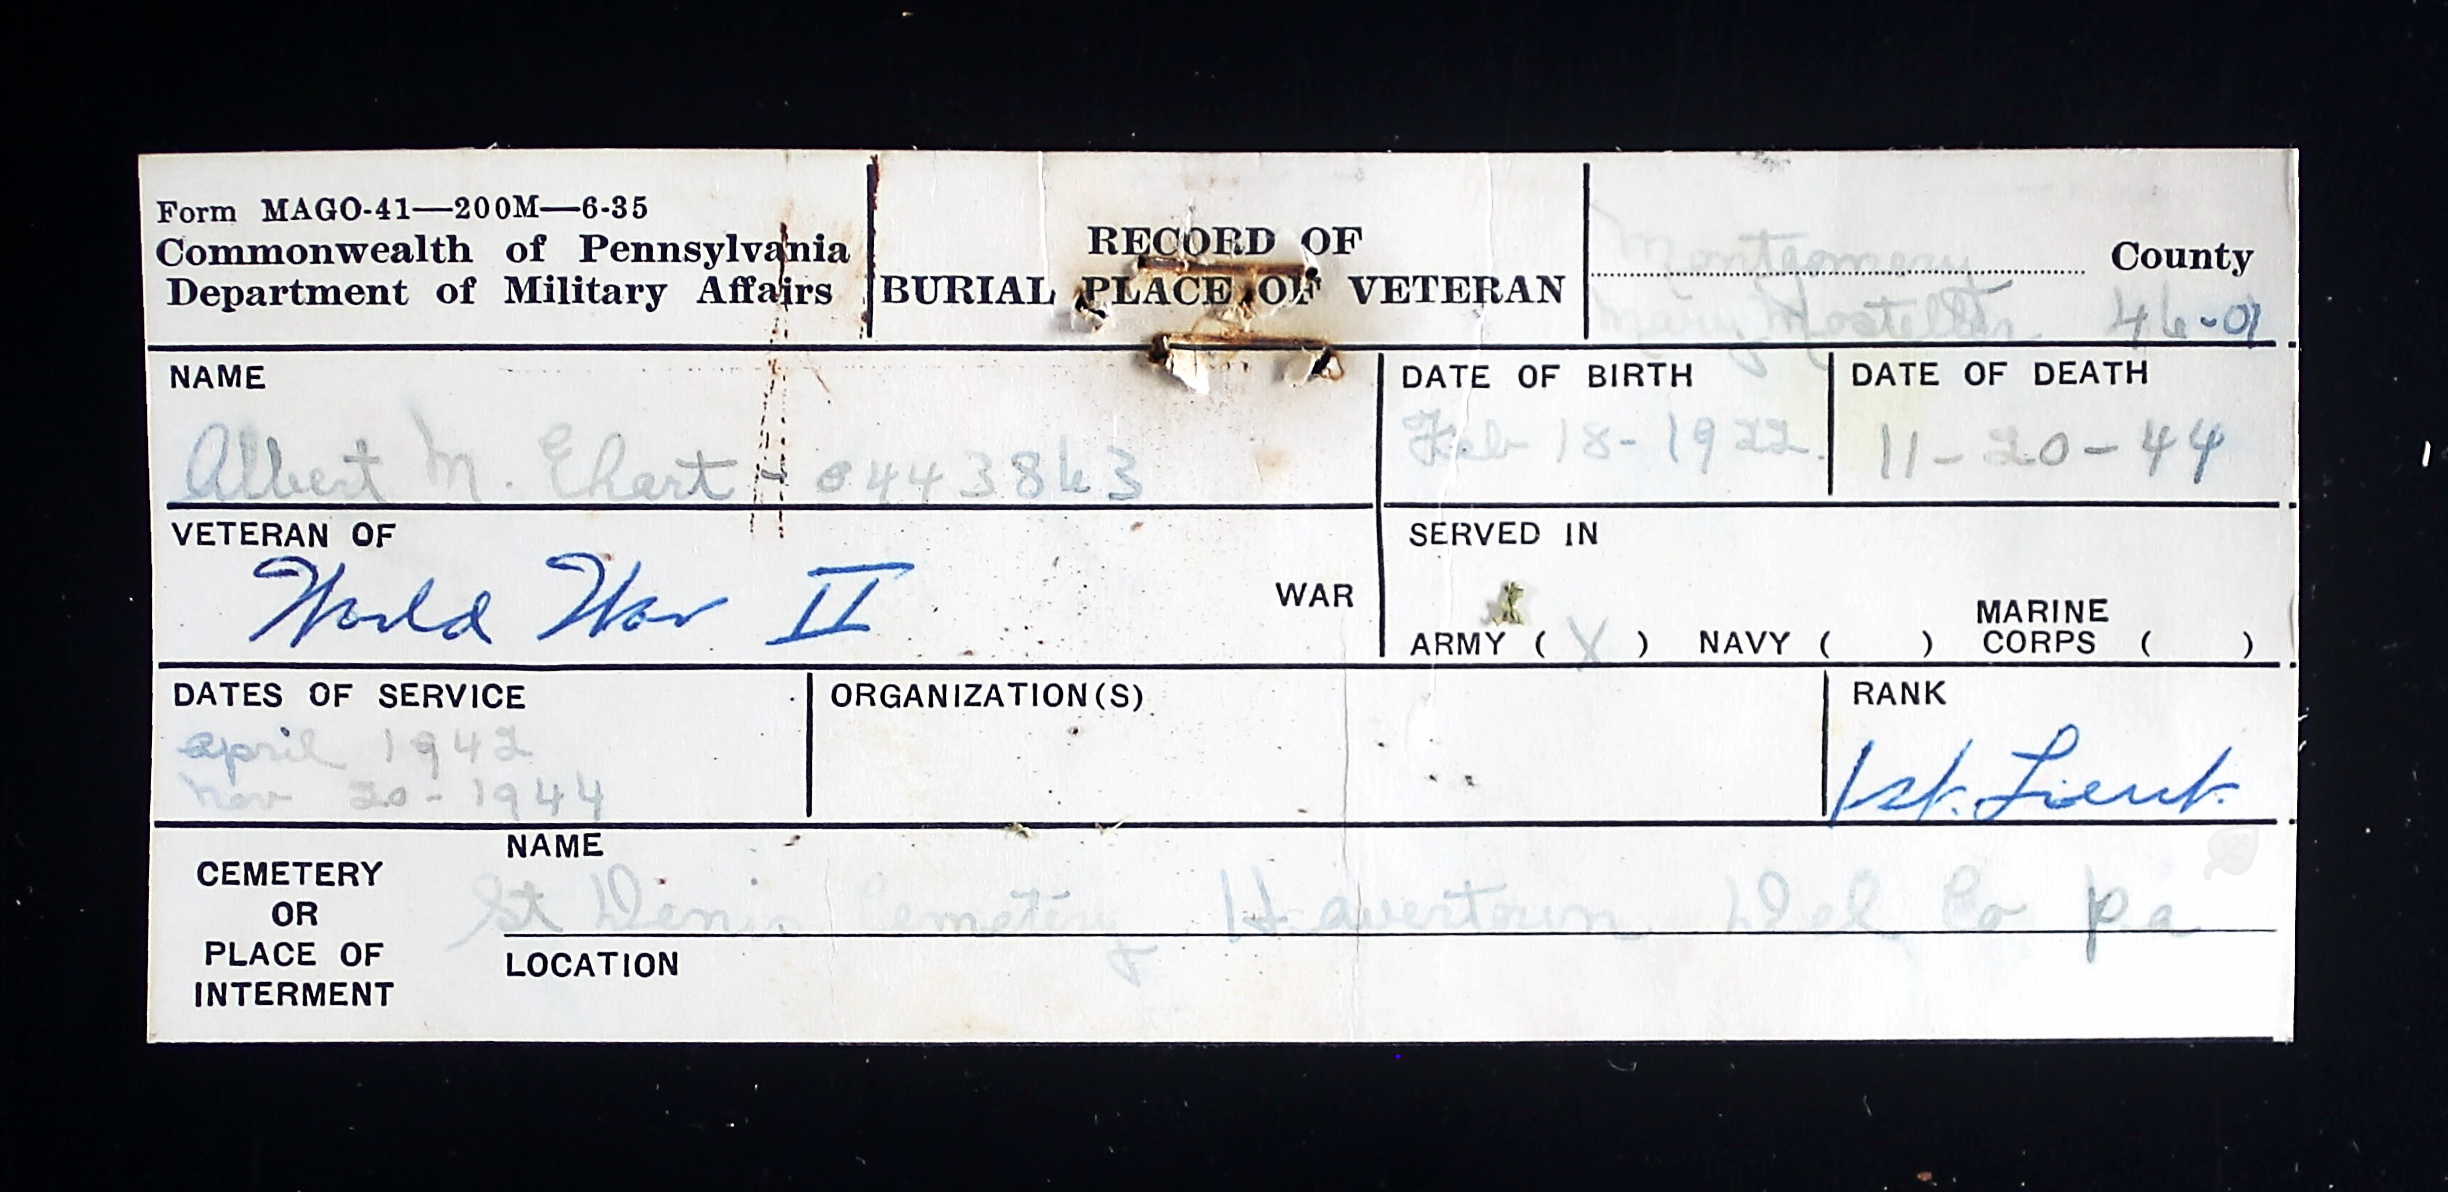 Form MAGO-41—200M—6-35
Commonwealth of Pennsylvania
Department of Military Affairs
RECORD OF
BURIAL PLACE OF VETERAN
Montgomery County
Mary 46-01
NAME
Albert M. Ehart - 0443863
DATE OF BIRTH
Feb 18-1922
DATE OF DEATH
11-20-44
VETERAN OF
World War II WAR
SERVED IN
ARMY ( X ) NAVY ( ) MARINE CORPS ( )
DATES OF SERVICE
april 1942
Nov 20-1944
ORGANIZATION(S)
RANK
1st. Lieut.
CEMETERY
OR
PLACE OF
INTERMENT
NAME
St Denis Cemetery Havertown Del Co Pa
LOCATION